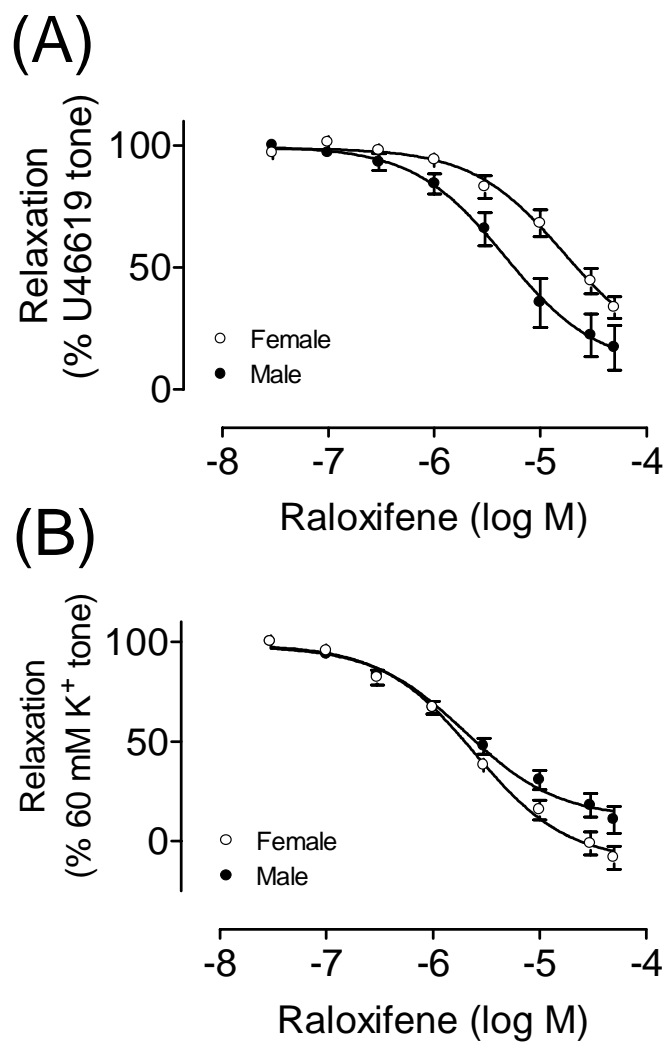 (A)
Relaxation
(% U46619 tone)
100
50
0
Female
Male
-8 -7 -6 -5 -4
Raloxifene (log M)
(B)
Relaxation
(% 60 mM K⁺ tone)
100
50
0
Female
Male
-8 -7 -6 -5 -4
Raloxifene (log M)